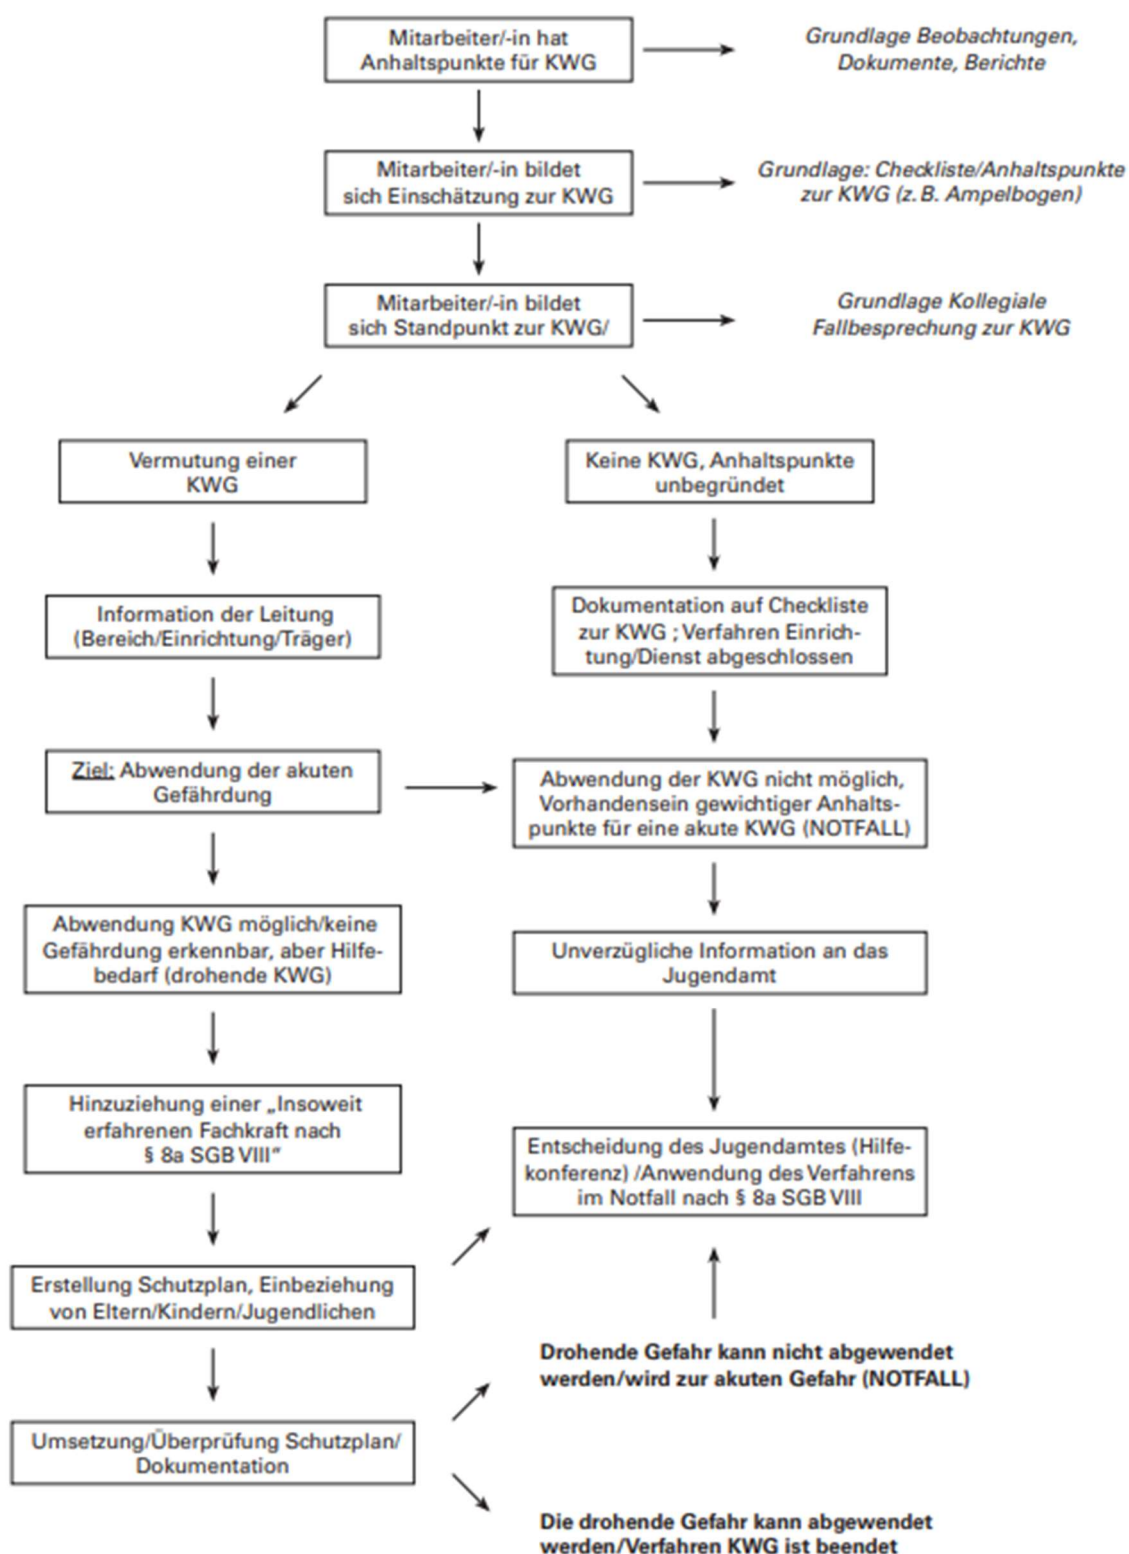 Mitarbeiter/-in hat
Anhaltspunkte für KWG
Grundlage Beobachtungen,
Dokumente, Berichte
Mitarbeiter/-in bildet
sich Einschätzung zur KWG
Grundlage: Checkliste/Anhaltspunkte
zur KWG (z. B. Ampelbogen)
Mitarbeiter/-in bildet
sich Standpunkt zur KWG/
Grundlage Kollegiale
Fallbesprechung zur KWG
Vermutung einer
KWG
Keine KWG, Anhaltspunkte
unbegründet
Information der Leitung
(Bereich/Einrichtung/Träger)
Dokumentation auf Checkliste
zur KWG ; Verfahren Einrich-
tung/Dienst abgeschlossen
Ziel: Abwendung der akuten
Gefährdung
Abwendung der KWG nicht möglich,
Vorhandensein gewichtiger Anhalts-
punkte für eine akute KWG (NOTFALL)
Abwendung KWG möglich/keine
Gefährdung erkennbar, aber Hilfe-
bedarf (drohende KWG)
Unverzügliche Information an das
Jugendamt
Hinzuziehung einer „Insoweit
erfahrenen Fachkraft nach
§ 8a SGB VIII“
Entscheidung des Jugendamtes (Hilfe-
konferenz) /Anwendung des Verfahrens
im Notfall nach § 8a SGB VIII
Erstellung Schutzplan, Einbeziehung
von Eltern/Kindern/Jugendlichen
Drohende Gefahr kann nicht abgewendet
werden/wird zur akuten Gefahr (NOTFALL)
Umsetzung/Überprüfung Schutzplan/
Dokumentation
Die drohende Gefahr kann abgewendet
werden/Verfahren KWG ist beendet